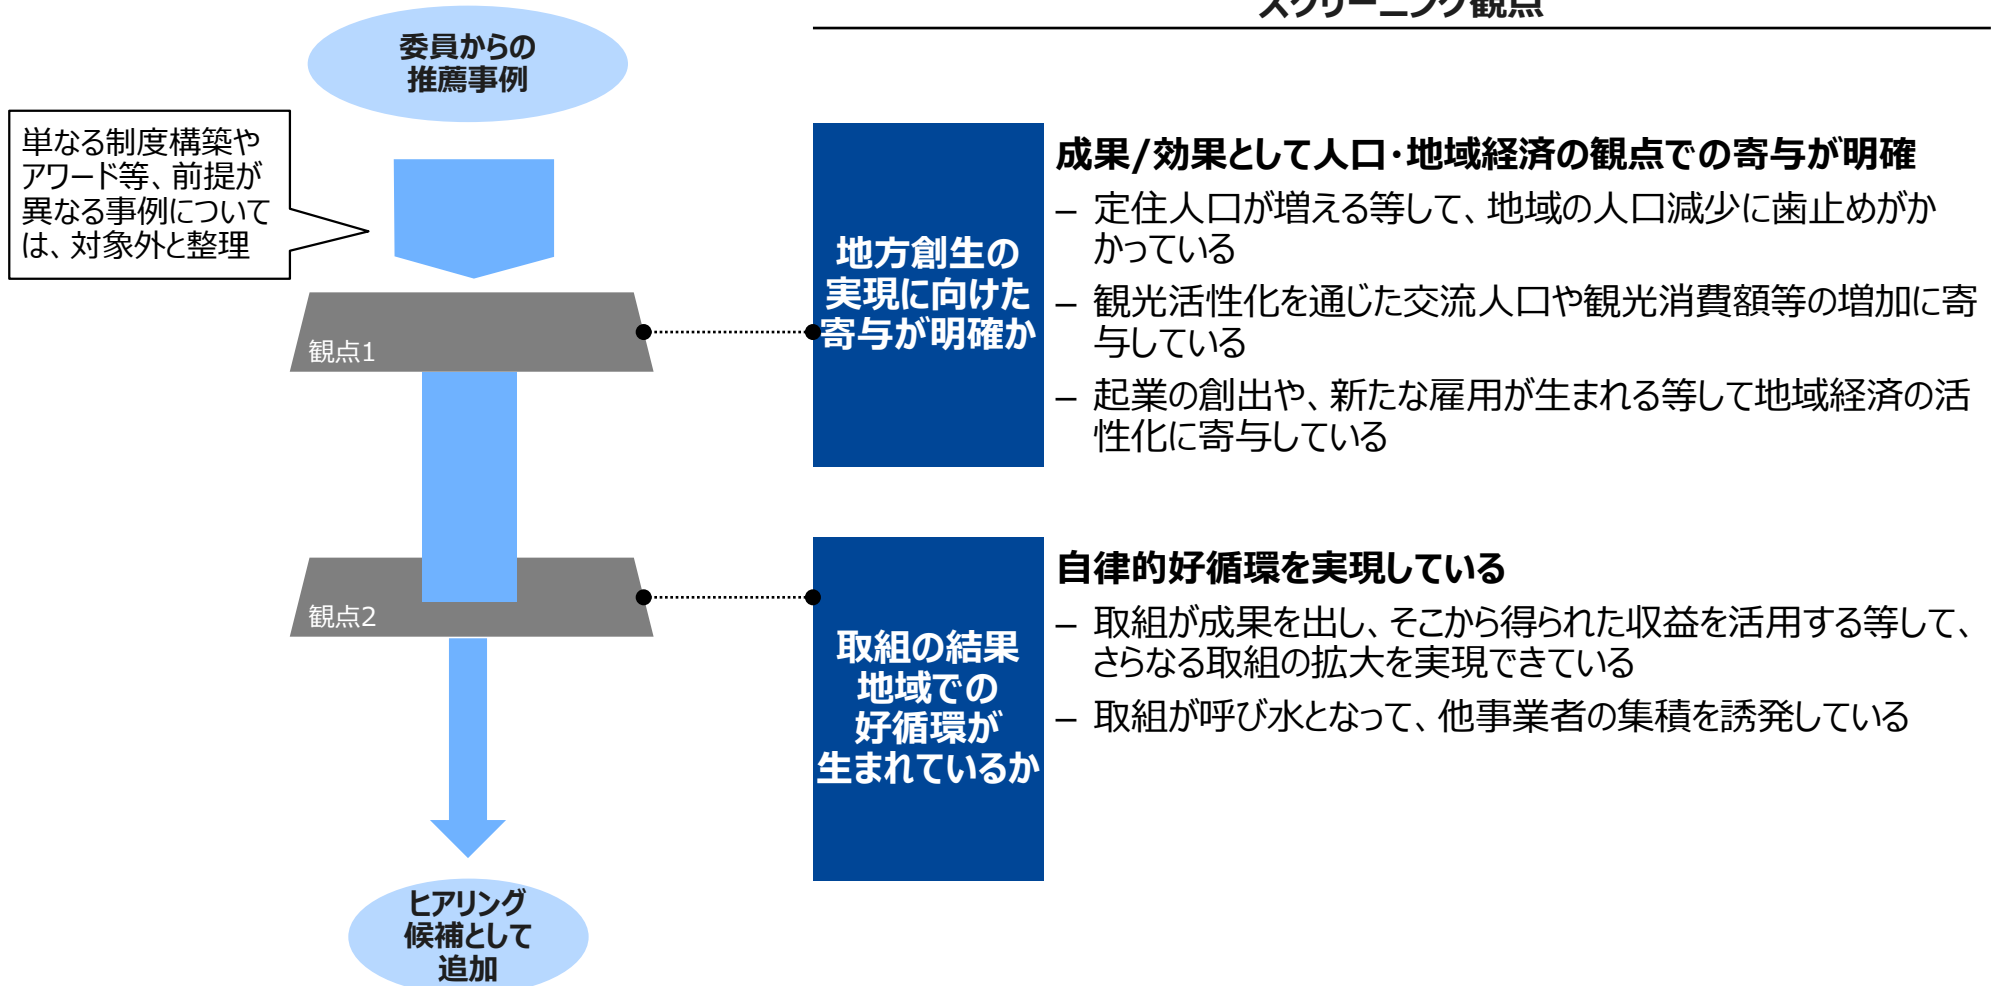 スクリーニング観点
委員からの
推薦事例
単なる制度構築や
アワード等、前提が
異なる事例について
は、対象外と整理
観点1
地方創生の
実現に向けた
寄与が明確か
成果/効果として人口・地域経済の観点での寄与が明確
– 定住人口が増える等して、地域の人口減少に歯止めがか
かっている
– 観光活性化を通じた交流人口や観光消費額等の増加に寄
与している
– 起業の創出や、新たな雇用が生まれる等して地域経済の活
性化に寄与している
観点2
取組の結果
地域での
好循環が
生まれているか
自律的好循環を実現している
– 取組が成果を出し、そこから得られた収益を活用する等して、
さらなる取組の拡大を実現できている
– 取組が呼び水となって、他事業者の集積を誘発している
ヒアリング
候補として
追加